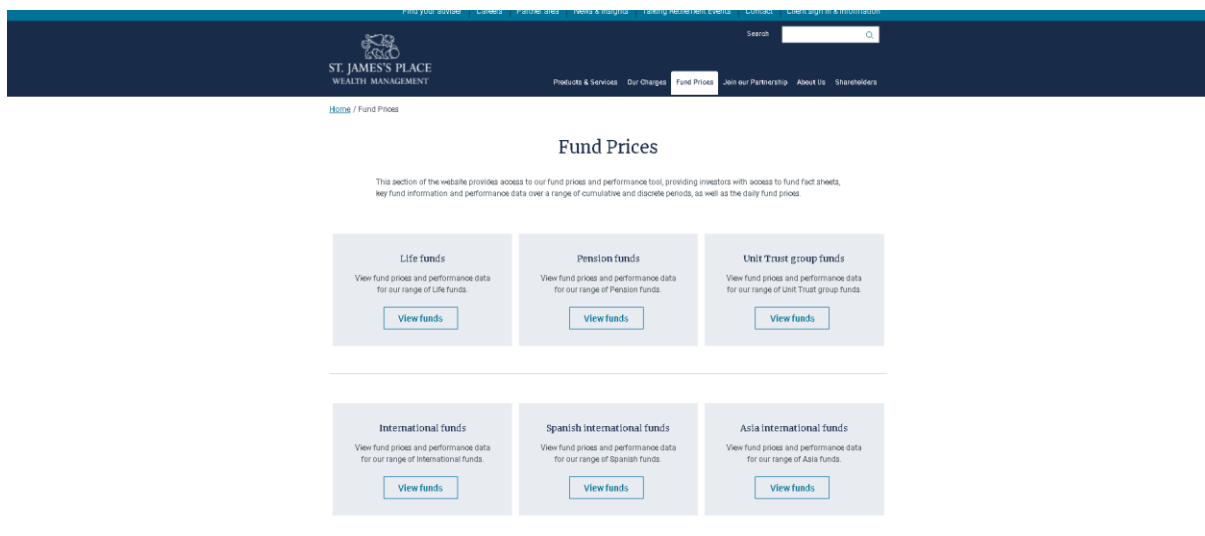 Find your adviser Careers Partner area News & Insights Talking Retirement Events Contact Client sign in & information
Search
ST. JAMES'S PLACE
WEALTH MANAGEMENT
Products & Services Our Charges Fund Prices Join our Partnership About Us Shareholders
Home / Fund Prices
Fund Prices
This section of the website provides access to our fund prices and performance tool, providing investors with access to fund fact sheets,
key fund information and performance data over a range of cumulative and discrete periods, as well as the daily fund prices.
Life funds
View fund prices and performance data
for our range of Life funds.
View funds
Pension funds
View fund prices and performance data
for our range of Pension funds.
View funds
Unit Trust group funds
View fund prices and performance data
for our range of Unit Trust group funds.
View funds
International funds
View fund prices and performance data
for our range of International funds.
View funds
Spanish international funds
View fund prices and performance data
for our range of Spanish funds.
View funds
Asia international funds
View fund prices and performance data
for our range of Asia funds.
View funds